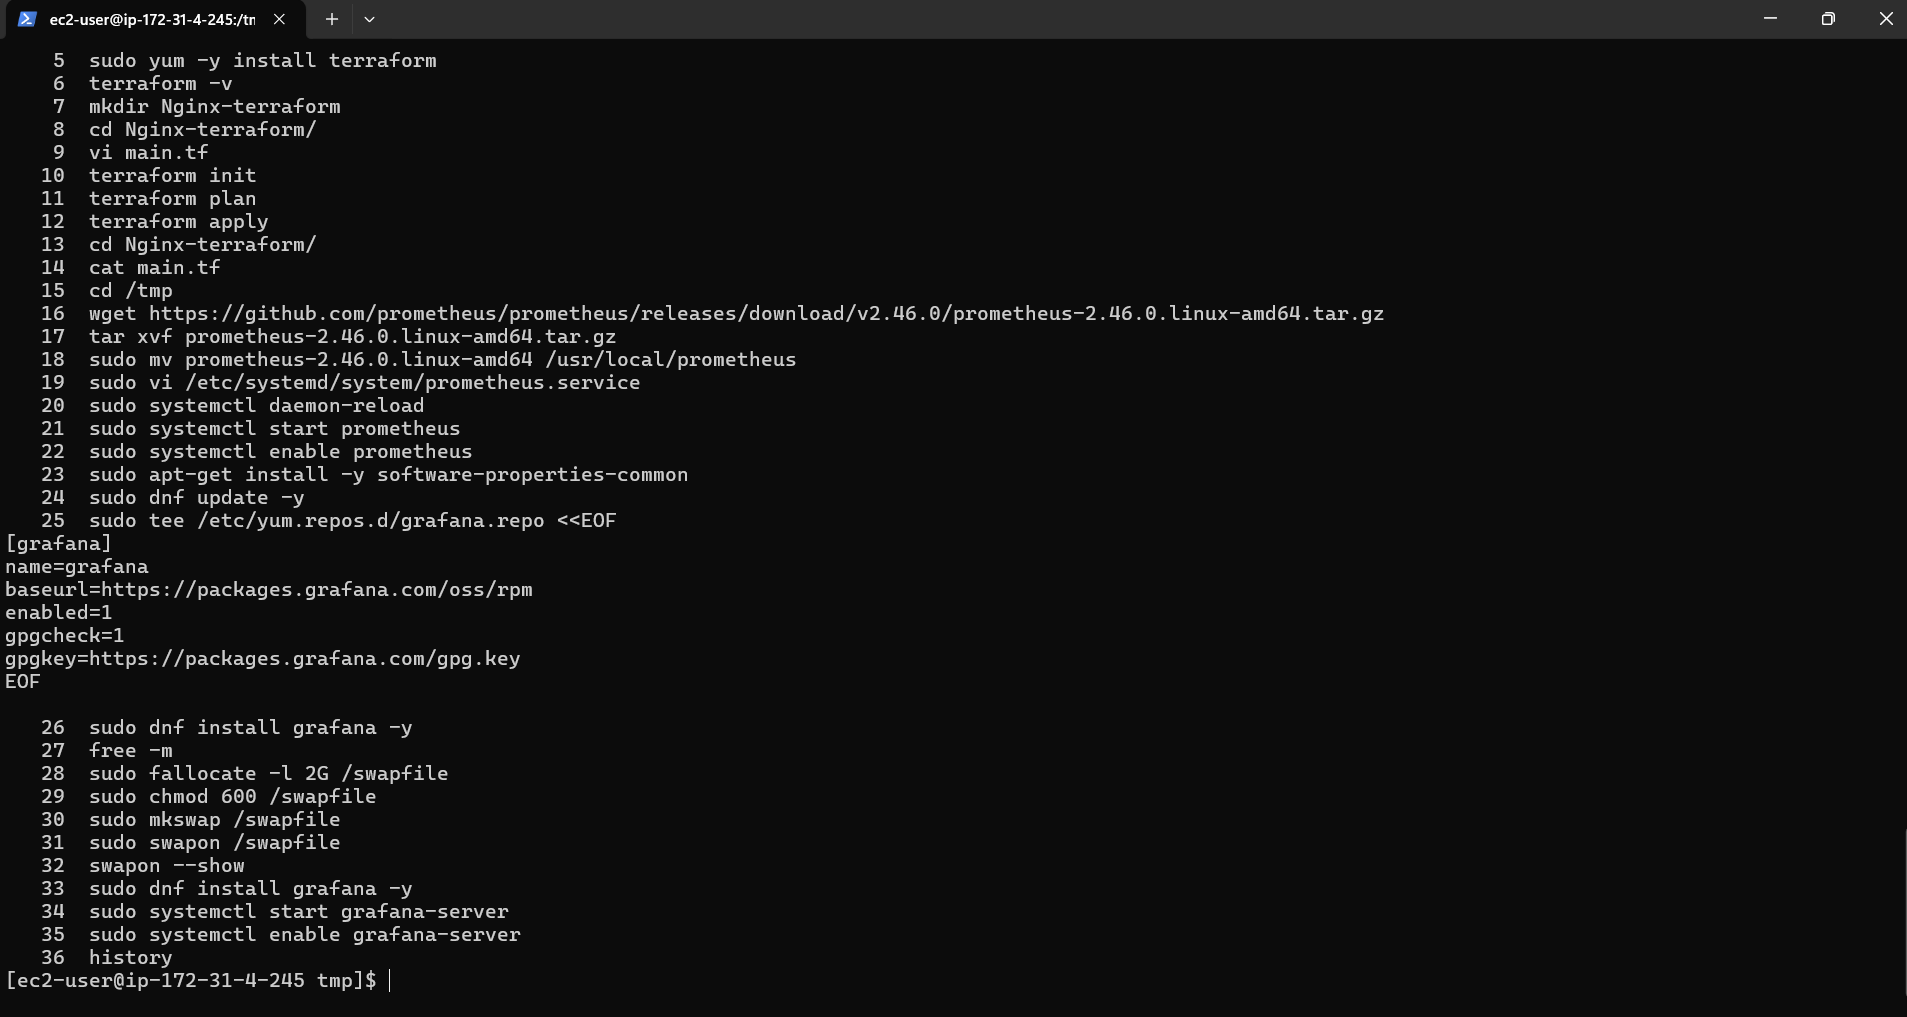 ec2-user@ip-172-31-4-245:/tn
5 sudo yum -y install terraform
6 terraform -v
7 mkdir Nginx-terraform
8 cd Nginx-terraform/
9 vi main.tf
10 terraform init
11 terraform plan
12 terraform apply
13 cd Nginx-terraform/
14 cat main.tf
15 cd /tmp
16 wget https://github.com/prometheus/prometheus/releases/download/v2.46.0/prometheus-2.46.0.linux-amd64.tar.gz
17 tar xvf prometheus-2.46.0.linux-amd64.tar.gz
18 sudo mv prometheus-2.46.0.linux-amd64 /usr/local/prometheus
19 sudo vi /etc/systemd/system/prometheus.service
20 sudo systemctl daemon-reload
21 sudo systemctl start prometheus
22 sudo systemctl enable prometheus
23 sudo apt-get install -y software-properties-common
24 sudo dnf update -y
25 sudo tee /etc/yum.repos.d/grafana.repo <<EOF
[grafana]
name=grafana
baseurl=https://packages.grafana.com/oss/rpm
enabled=1
gpgcheck=1
gpgkey=https://packages.grafana.com/gpg.key
EOF
26 sudo dnf install grafana -y
27 free -m
28 sudo fallocate -l 2G /swapfile
29 sudo chmod 600 /swapfile
30 sudo mkswap /swapfile
31 sudo swapon /swapfile
32 swapon --show
33 sudo dnf install grafana -y
34 sudo systemctl start grafana-server
35 sudo systemctl enable grafana-server
36 history
[ec2-user@ip-172-31-4-245 tmp]$